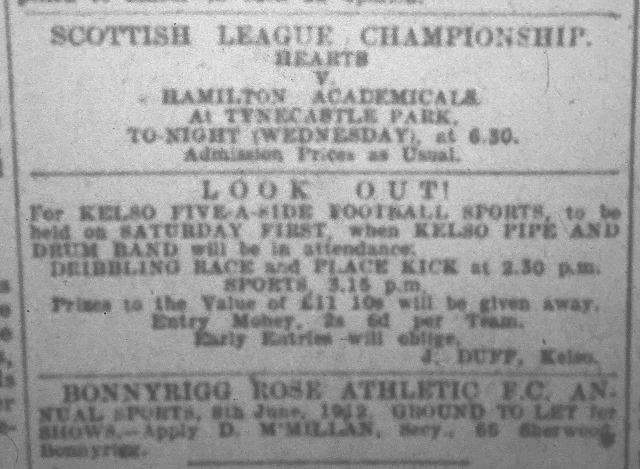 SCOTTISH LEAGUE CHAMPIONSHIP.
HEARTS
V.
HAMILTON ACADEMICALS
At TYNECASTLE PARK.
TO-NIGHT (WEDNESDAY), at 6.30.
Admission Prices as Usual.
LOOK OUT!
For KELSO FIVE-A-SIDE FOOTBALL SPORTS, to be
held on SATURDAY FIRST, when KELSO PIPE AND
DRUM BAND will be in attendance.
DRIBBLING RACE and PLACE KICK at 2.30 p.m.
SPORTS, 3.15 p.m.
Prizes to the Value of £11 10s will be given away.
Entry Money, 2s 6d per Team.
Early Entries will oblige.
J. DUFF, Kelso.
BONNYRIGG ROSE ATHLETIC F.C. AN-
NUAL SPORTS, 8th June, 1912. GROUND TO LET for
SHOWS.—Apply D. M'MILLAN, Secy., Sherwood,
Bonnyrigg.